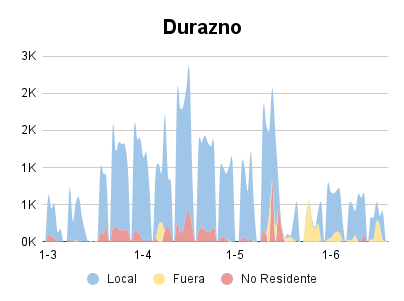 Durazno
3K
2K
2K
1K
1K
0K
1-3 1-4 1-5 1-6
Local Fuera No Residente